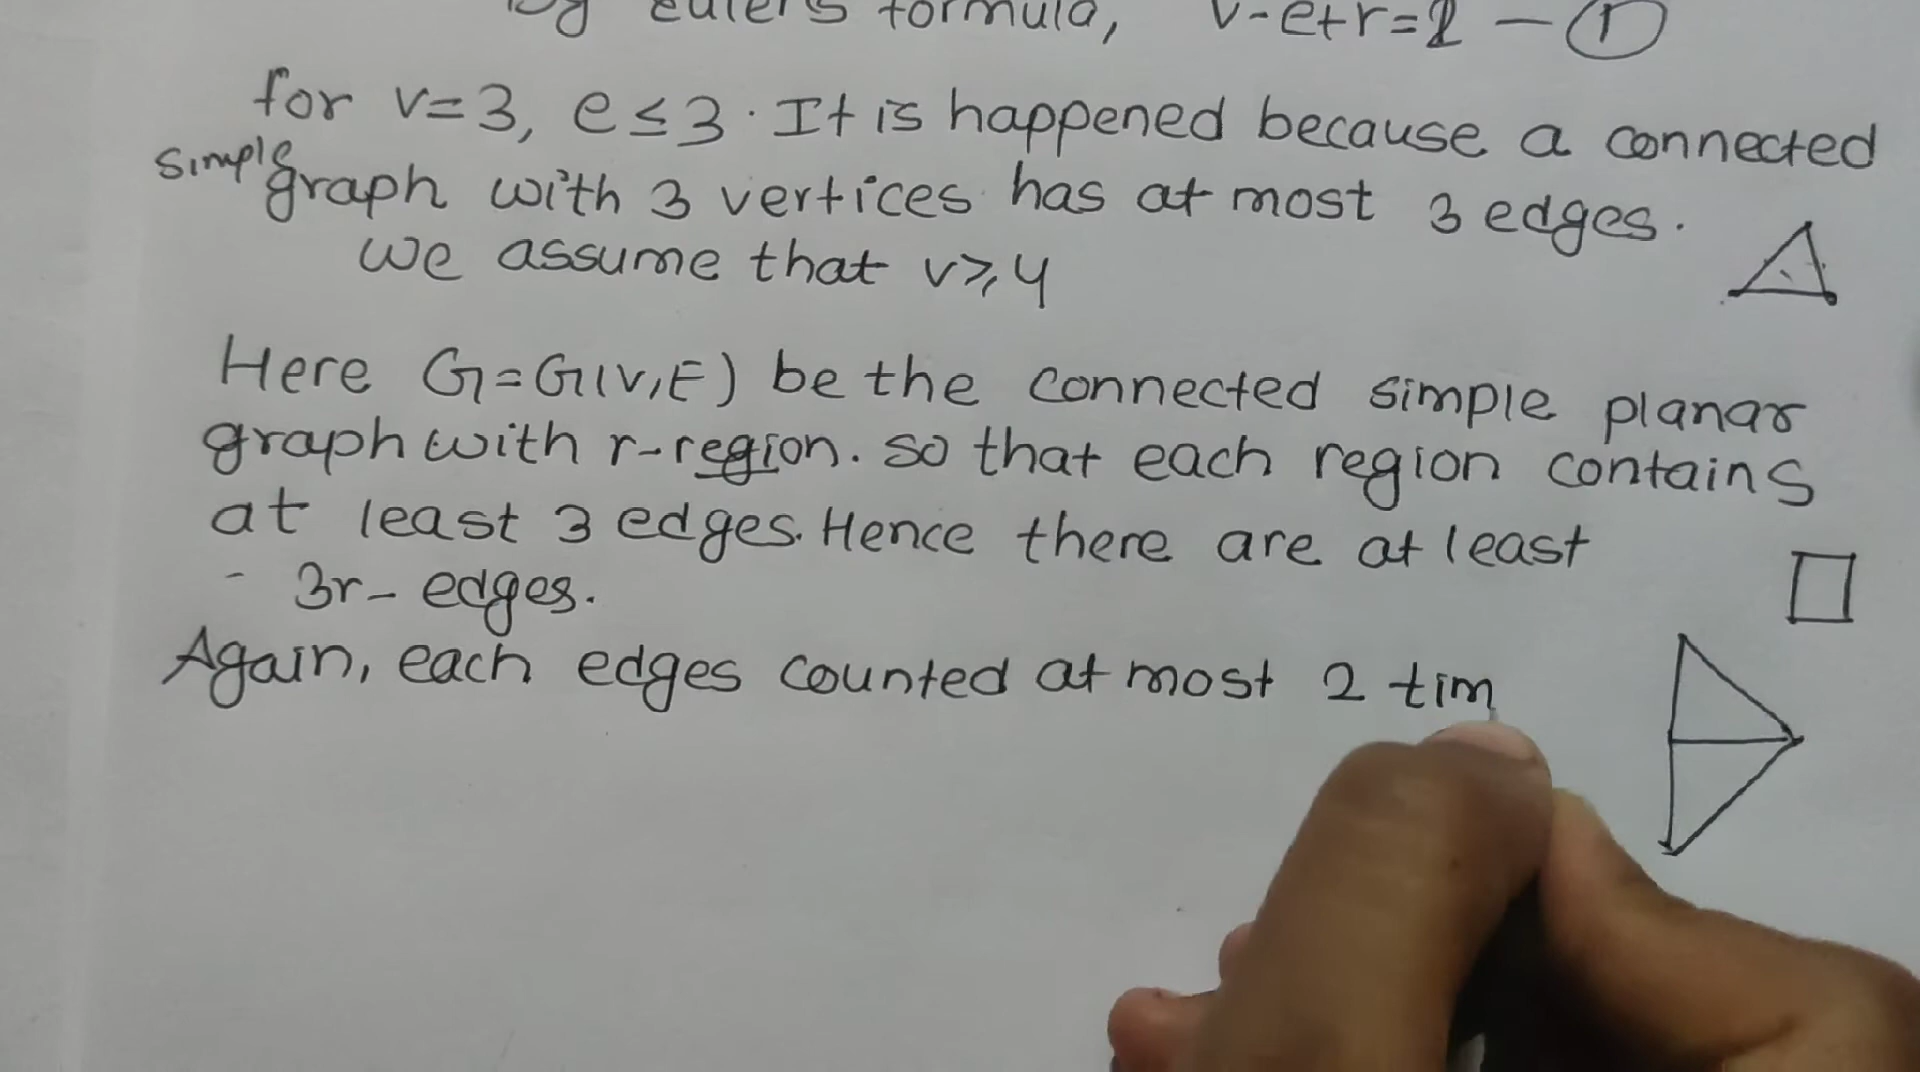 by euler's formula, v-e+r=2 — ①
for v=3, e≤3. It is happened because a connected
simple graph with 3 vertices has at most 3 edges.
we assume that v≥4
Here G=G(V,E) be the connected simple planar
graph with r-region. so that each region contains
at least 3 edges. Hence there are at least
- 3r- edges.
Again, each edges counted at most 2 tim